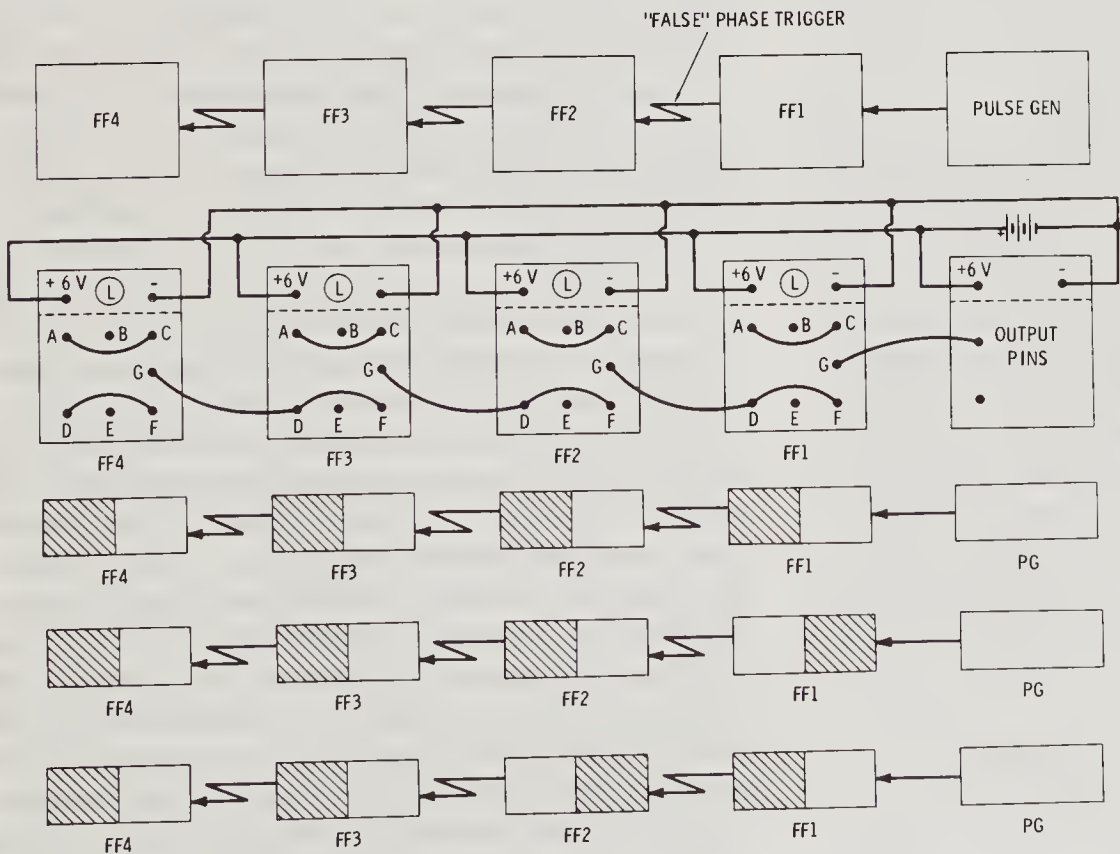 "FALSE" PHASE TRIGGER
FF4 FF3 FF2 FF1 PULSE GEN
+
+6 V L - +6 V L - +6 V L - +6 V L - +6 V -
A B C A B C A B C A B C OUTPUT
G G G G PINS
D E F D E F D E F D E F
FF4 FF3 FF2 FF1
FF4 FF3 FF2 FF1 PG
FF4 FF3 FF2 FF1 PG
FF4 FF3 FF2 FF1 PG